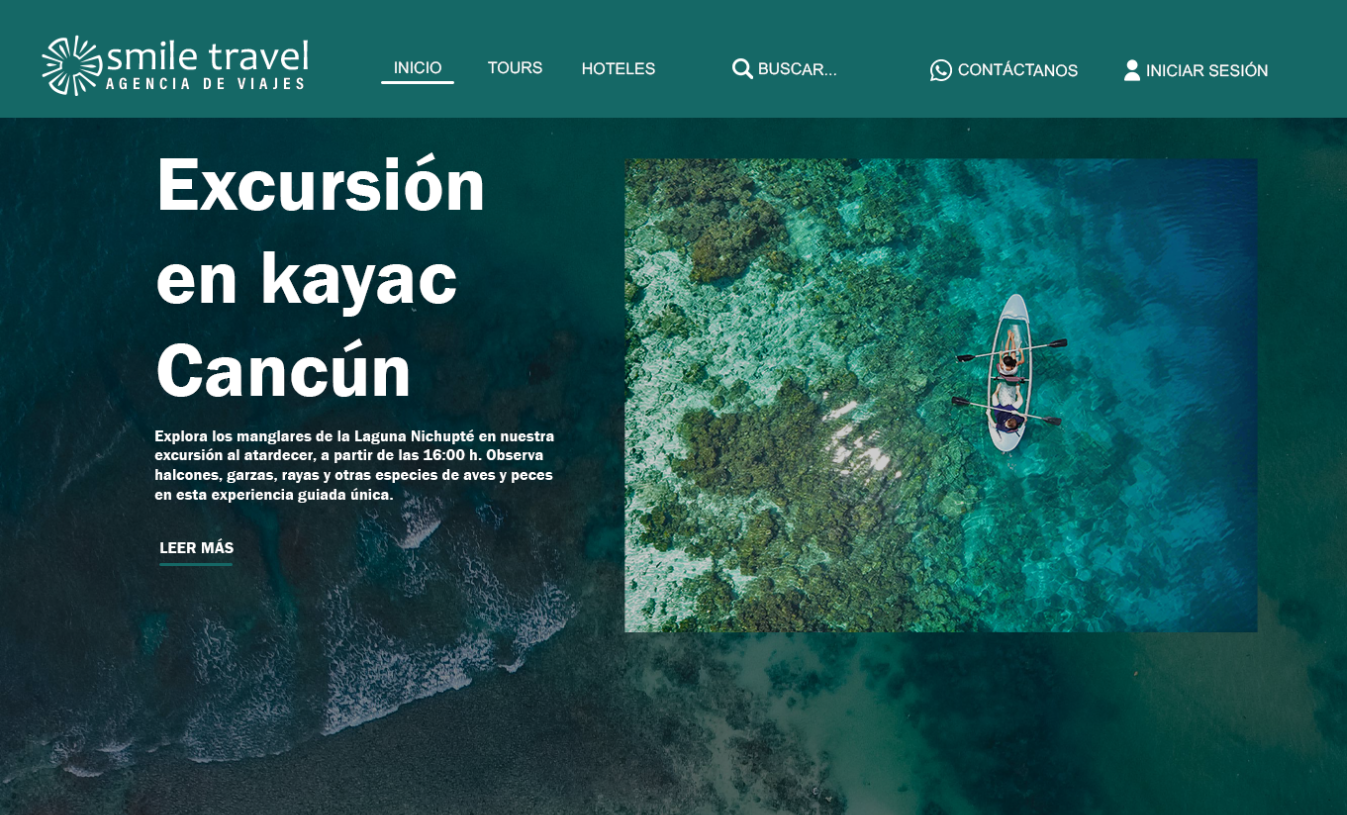 smile travel
AGENCIA DE VIAJES
INICIO
TOURS
HOTELES
BUSCAR...
CONTÁCTANOS
INICIAR SESIÓN
Excursión
en kayac
Cancún
Explora los manglares de la Laguna Nichupté en nuestra
excursión al atardecer, a partir de las 16:00 h. Observa
halcones, garzas, rayas y otras especies de aves y peces
en esta experiencia guiada única.
LEER MÁS